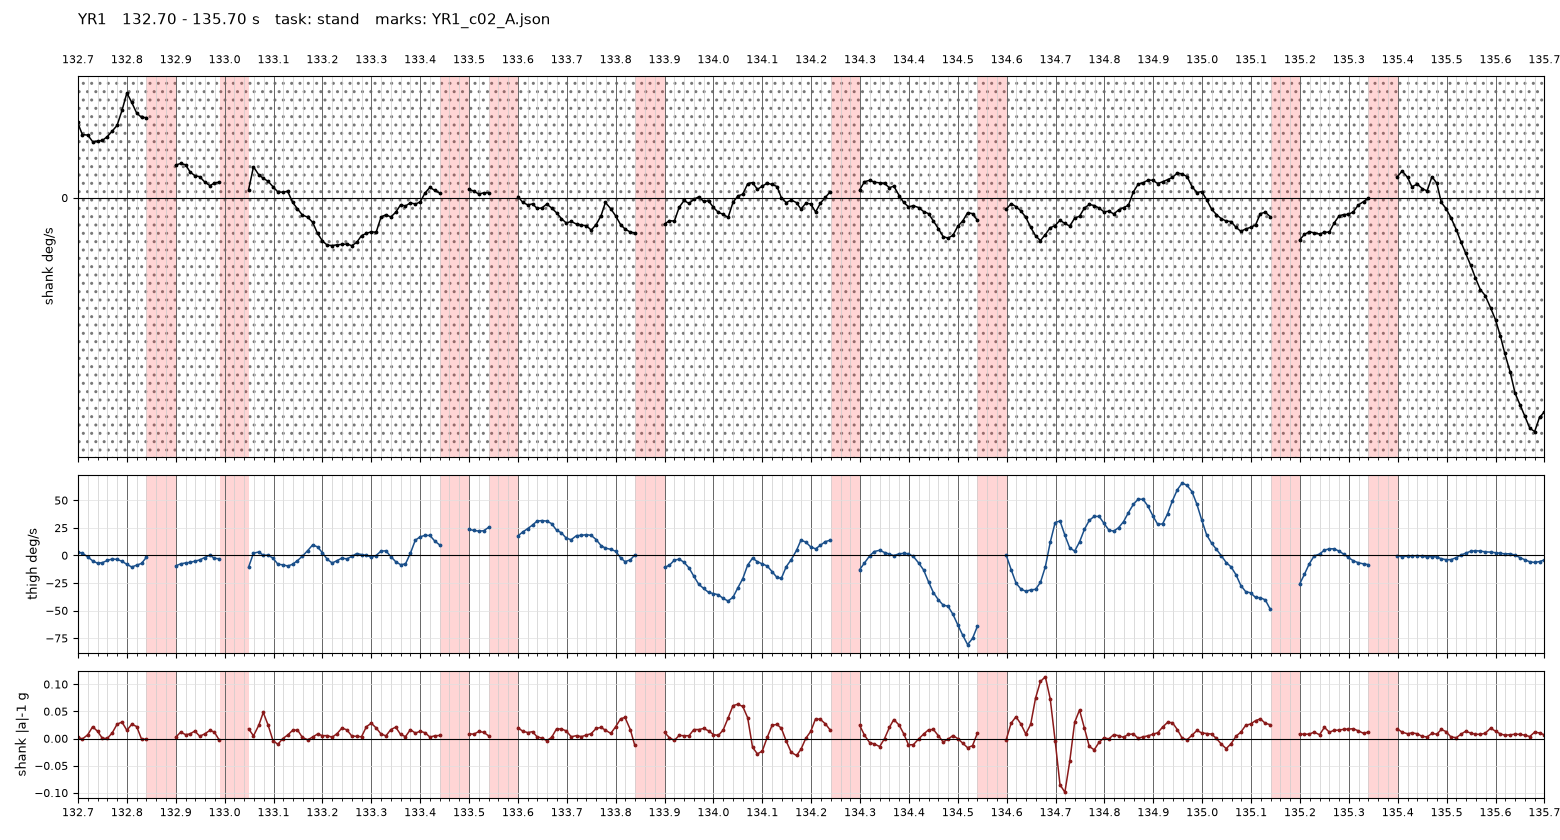 YR1   132.70 - 135.70 s   task: stand   marks: YR1_c02_A.json
132.7 132.8 132.9 133.0 133.1 133.2 133.3 133.4 133.5 133.6 133.7 133.8 133.9 134.0 134.1 134.2 134.3 134.4 134.5 134.6 134.7 134.8 134.9 135.0 135.1 135.2 135.3 135.4 135.5 135.6 135.7
0
shank deg/s
50
25
0
−25
−50
−75
thigh deg/s
0.10
0.05
0.00
−0.05
−0.10
shank |a|-1 g
132.7 132.8 132.9 133.0 133.1 133.2 133.3 133.4 133.5 133.6 133.7 133.8 133.9 134.0 134.1 134.2 134.3 134.4 134.5 134.6 134.7 134.8 134.9 135.0 135.1 135.2 135.3 135.4 135.5 135.6 135.7